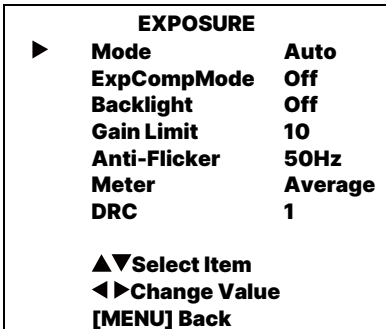 EXPOSURE
▶ Mode Auto
ExpCompMode Off
Backlight Off
Gain Limit 10
Anti-Flicker 50Hz
Meter Average
DRC 1
▲▼Select Item
◀ ▶Change Value
[MENU] Back